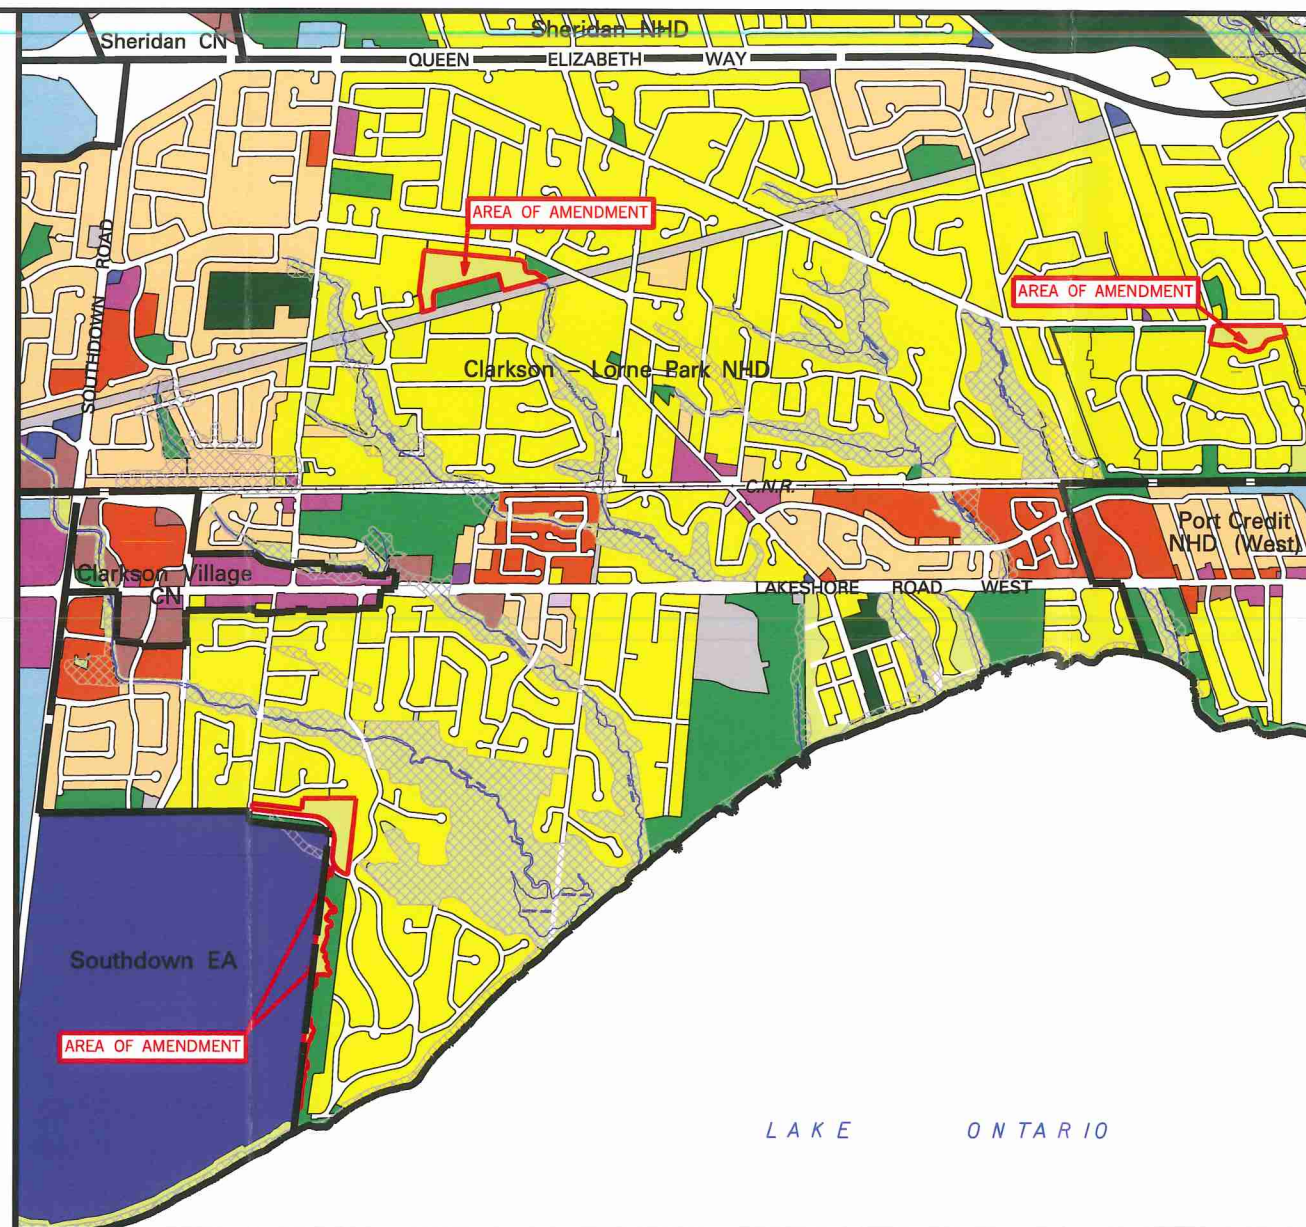 Sheridan NHD
Sheridan CN
QUEEN ELIZABETH WAY
AREA OF AMENDMENT
SOUTHDOWN ROAD
AREA OF AMENDMENT
Clarkson – Lorne Park NHD
C.N.R.
Port Credit
NHD (West)
Clarkson Village
CN
LAKESHORE ROAD WEST
Southdown EA
AREA OF AMENDMENT
LAKE ONTARIO